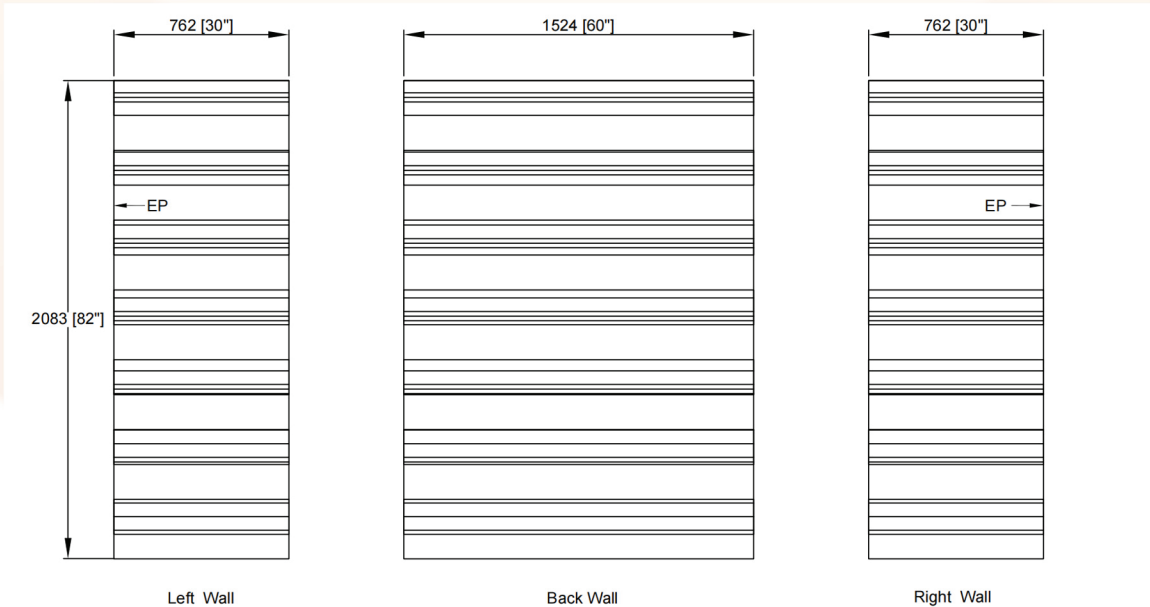 762 [30"]
1524 [60"]
762 [30"]
EP
EP
2083 [82"]
Left Wall
Back Wall
Right Wall